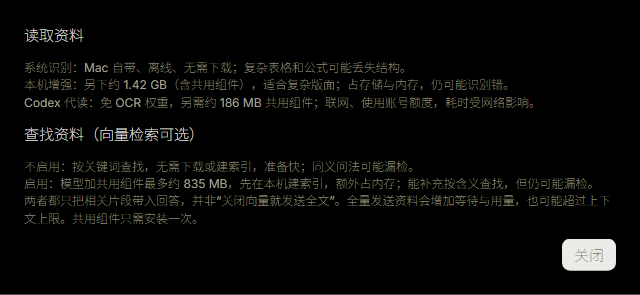 读取资料
系统识别：Mac 自带、离线、无需下载；复杂表格和公式可能丢失结构。
本机增强：另下约 1.42 GB（含共用组件），适合复杂版面；占存储与内存，仍可能识别错。
Codex 代读：免 OCR 权重，另需约 186 MB 共用组件；联网、使用账号额度，耗时受网络影响。
查找资料（向量检索可选）
不启用：按关键词查找，无需下载或建索引，准备快；同义问法可能漏检。
启用：模型加共用组件最多约 835 MB，先在本机建索引，额外占内存；能补充按含义查找，但仍可能漏检。
两者都只把相关片段带入回答，并非“关闭向量就发送全文”。全量发送资料会增加等待与用量，也可能超过上下
文上限。共用组件只需安装一次。
关闭